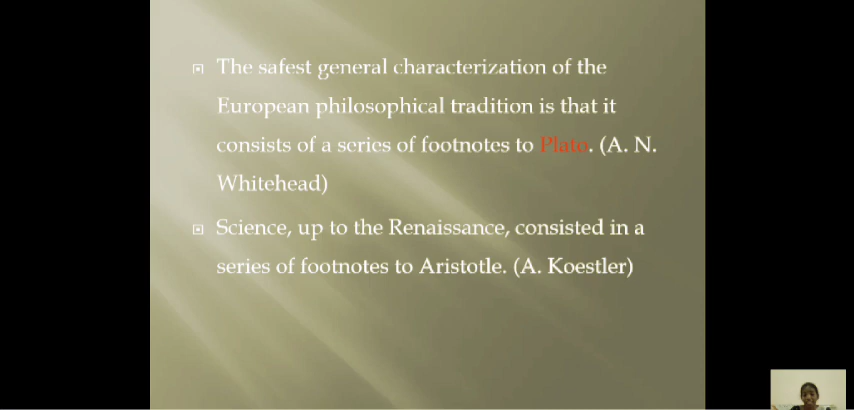 The safest general characterization of the
European philosophical tradition is that it
consists of a series of footnotes to Plato. (A. N.
Whitehead)
Science, up to the Renaissance, consisted in a
series of footnotes to Aristotle. (A. Koestler)